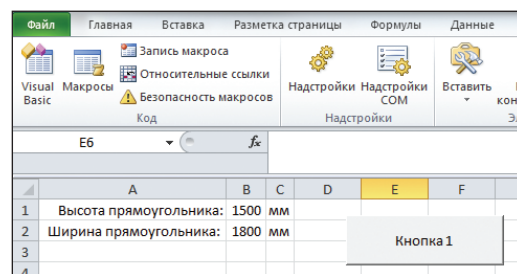 Файл Главная Вставка Разметка страницы Формулы Данные
Visual Basic
Макросы
Запись макроса
Относительные ссылки
Безопасность макросов
Код
Надстройки
Надстройки COM
Надстройки
Вставить
E6 fx
A B C D E F
1 Высота прямоугольника: 1500 мм
2 Ширина прямоугольника: 1800 мм
Кнопка 1
3
4